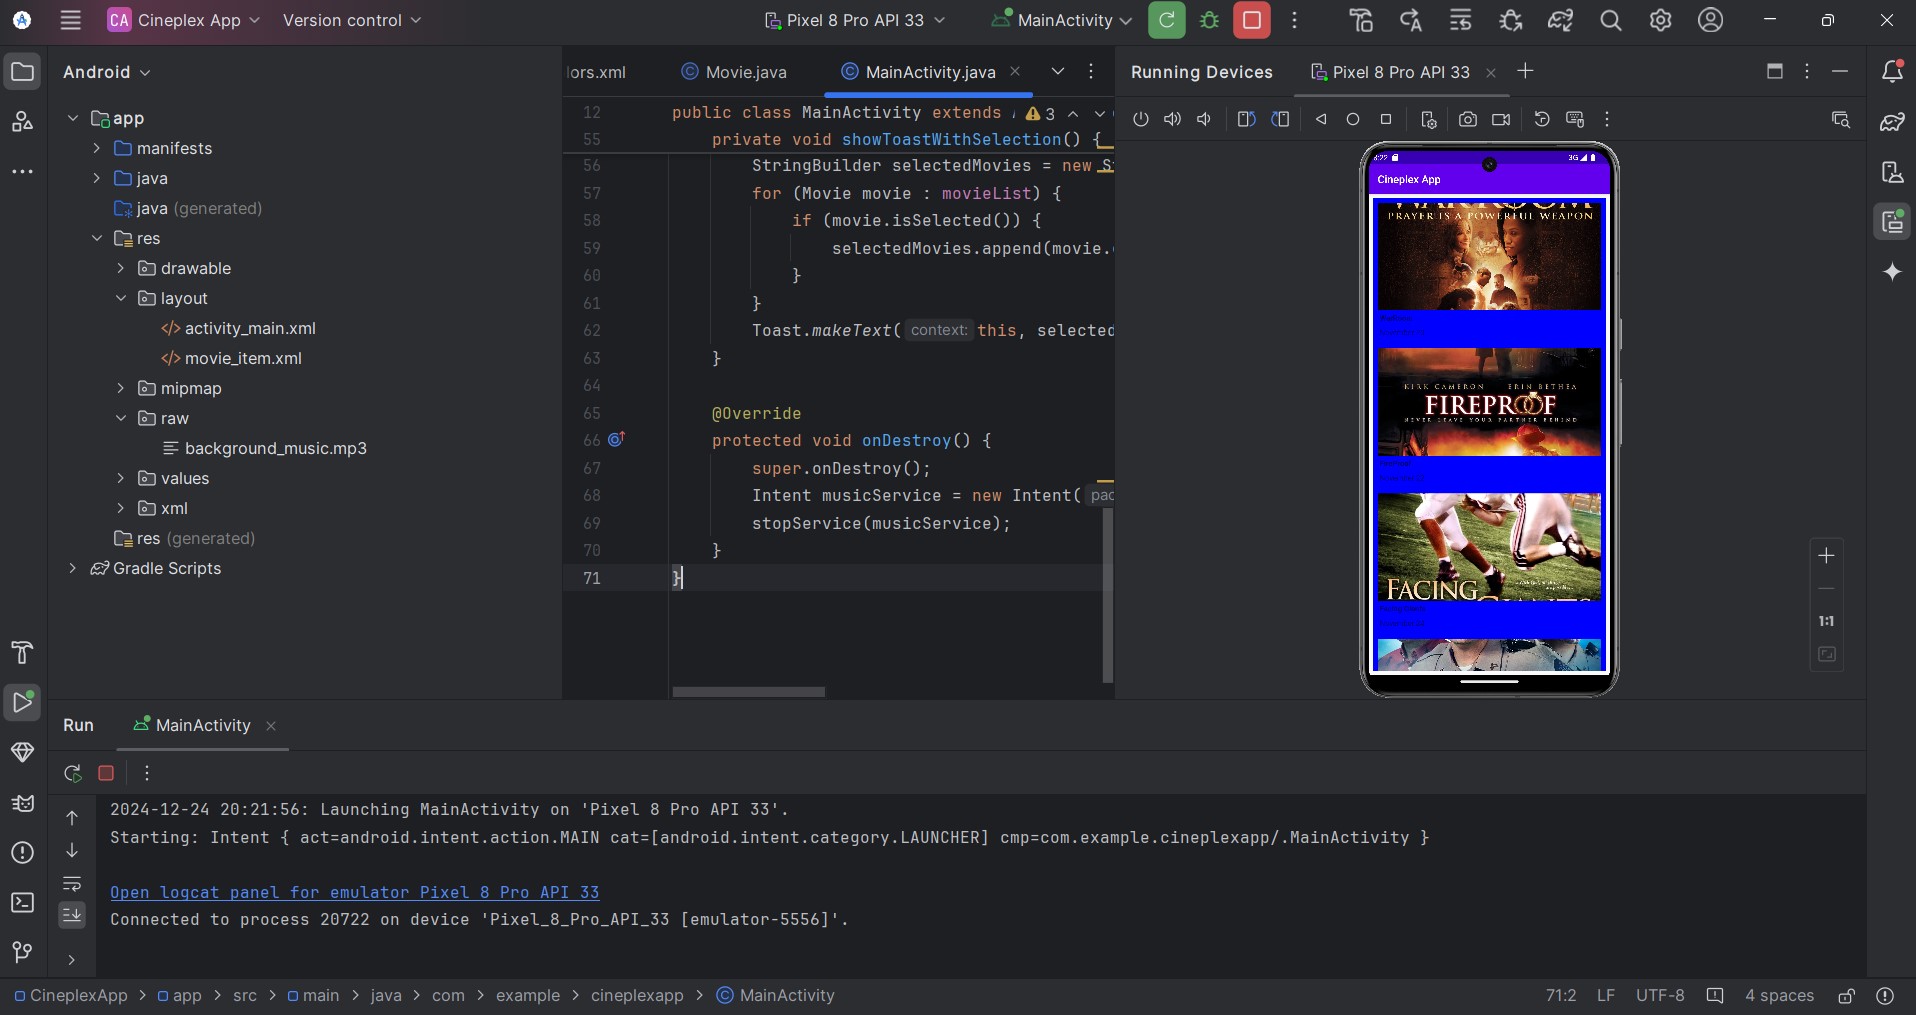 CA Cineplex App Version control Pixel 8 Pro API 33 MainActivity
Android
app
manifests
java
java (generated)
res
drawable
layout
activity_main.xml
movie_item.xml
mipmap
raw
background_music.mp3
values
xml
res (generated)
Gradle Scripts
lors.xml Movie.java MainActivity.java
12 public class MainActivity extends 3
55 private void showToastWithSelection() {
56 StringBuilder selectedMovies = new S
57 for (Movie movie : movieList) {
58 if (movie.isSelected()) {
59 selectedMovies.append(movie.
60 }
61 }
62 Toast.makeText( context: this, selected
63 }
64
65 @Override
66 protected void onDestroy() {
67 super.onDestroy();
68 Intent musicService = new Intent( pac
69 stopService(musicService);
70 }
71 }
Running Devices Pixel 8 Pro API 33
8:22 3G
Cineplex App
PRAYER IS A POWERFUL WEAPON
KIRK CAMERON ERIN BETHEA
FIREPROOF
NEVER LEAVE YOUR PARTNER BEHIND
FACING
1:1
Run MainActivity
2024-12-24 20:21:56: Launching MainActivity on 'Pixel 8 Pro API 33'.
Starting: Intent { act=android.intent.action.MAIN cat=[android.intent.category.LAUNCHER] cmp=com.example.cineplexapp/.MainActivity }
Open logcat panel for emulator Pixel 8 Pro API 33
Connected to process 20722 on device 'Pixel_8_Pro_API_33 [emulator-5556]'.
CineplexApp > app > src > main > java > com > example > cineplexapp > MainActivity 71:2 LF UTF-8 4 spaces